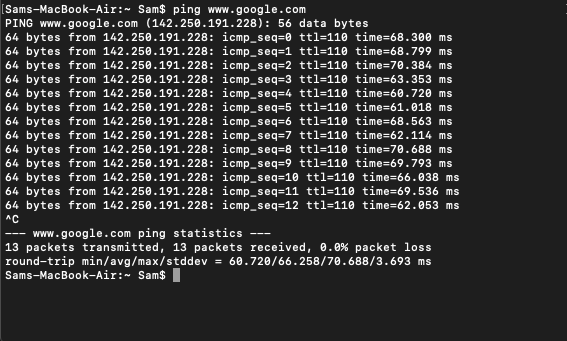 [Sams-MacBook-Air:~ Sam$ ping www.google.com
PING www.google.com (142.250.191.228): 56 data bytes
64 bytes from 142.250.191.228: icmp_seq=0 ttl=110 time=68.300 ms
64 bytes from 142.250.191.228: icmp_seq=1 ttl=110 time=68.799 ms
64 bytes from 142.250.191.228: icmp_seq=2 ttl=110 time=70.384 ms
64 bytes from 142.250.191.228: icmp_seq=3 ttl=110 time=63.353 ms
64 bytes from 142.250.191.228: icmp_seq=4 ttl=110 time=60.720 ms
64 bytes from 142.250.191.228: icmp_seq=5 ttl=110 time=61.018 ms
64 bytes from 142.250.191.228: icmp_seq=6 ttl=110 time=68.563 ms
64 bytes from 142.250.191.228: icmp_seq=7 ttl=110 time=62.114 ms
64 bytes from 142.250.191.228: icmp_seq=8 ttl=110 time=70.688 ms
64 bytes from 142.250.191.228: icmp_seq=9 ttl=110 time=69.793 ms
64 bytes from 142.250.191.228: icmp_seq=10 ttl=110 time=66.038 ms
64 bytes from 142.250.191.228: icmp_seq=11 ttl=110 time=69.536 ms
64 bytes from 142.250.191.228: icmp_seq=12 ttl=110 time=62.053 ms
^C
--- www.google.com ping statistics ---
13 packets transmitted, 13 packets received, 0.0% packet loss
round-trip min/avg/max/stddev = 60.720/66.258/70.688/3.693 ms
Sams-MacBook-Air:~ Sam$